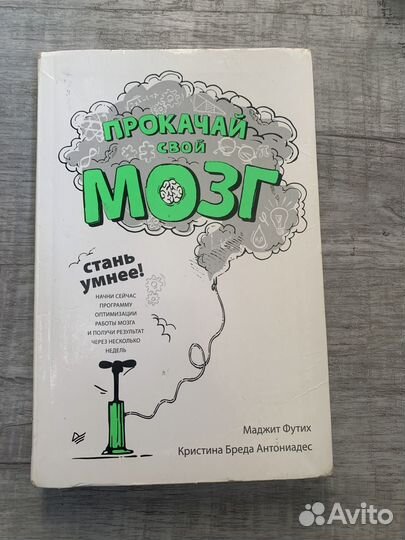 ПРОКАЧАЙ
СВОЙ
МОЗГ
стань
умнее!
НАЧНИ СЕЙЧАС
ПРОГРАММУ
ОПТИМИЗАЦИИ
РАБОТЫ МОЗГА
И ПОЛУЧИ РЕЗУЛЬТАТ
ЧЕРЕЗ НЕСКОЛЬКО
НЕДЕЛЬ
Маджит Футих
Кристина Бреда Антониадес
Avito